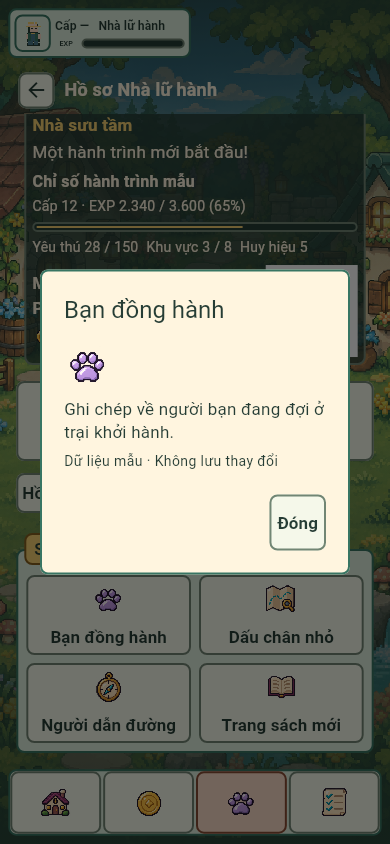 Cấp — Nhà lữ hành
EXP
Hồ sơ Nhà lữ hành
Nhà sưu tầm
Một hành trình mới bắt đầu!
Chỉ số hành trình mẫu
Cấp 12 · EXP 2.340 / 3.600 (65%)
Yêu thú 28 / 150 Khu vực 3 / 8 Huy hiệu 5
Bạn đồng hành
Ghi chép về người bạn đang đợi ở
trại khởi hành.
Dữ liệu mẫu · Không lưu thay đổi
Đóng
Bạn đồng hành
Dấu chân nhỏ
Người dẫn đường
Trang sách mới